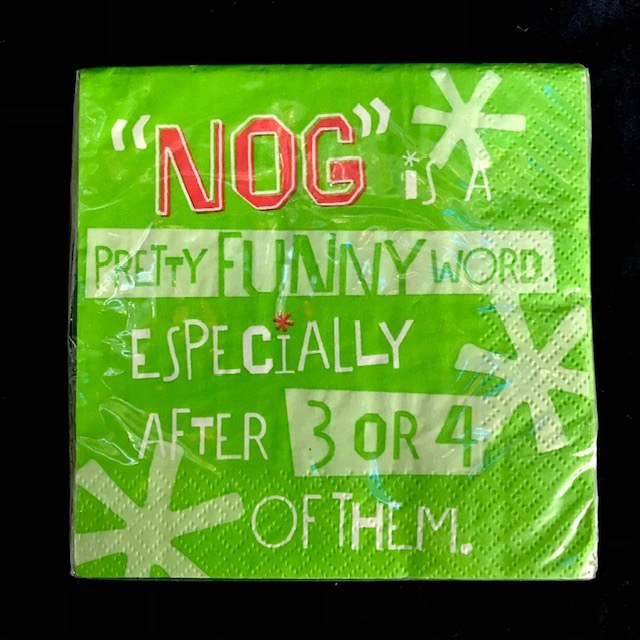 "NOG" iS A
PRETTY FUNNY WORD.
ESPECiALLY
AFTER 3 OR 4
OF THEM.